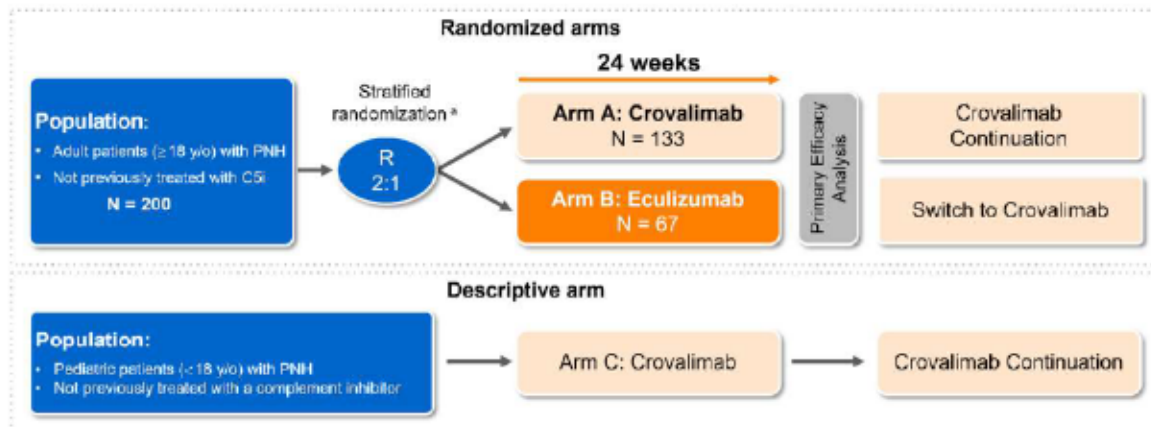 Randomized arms
24 weeks
Population:
• Adult patients (≥ 18 y/o) with PNH
• Not previously treated with C5i
N = 200
Stratified
randomization ª
R
2:1
Arm A: Crovalimab
N = 133
Arm B: Eculizumab
N = 67
Primary Efficacy
Analysis
Crovalimab
Continuation
Switch to Crovalimab
Descriptive arm
Population:
• Pediatric patients (< 18 y/o) with PNH
• Not previously treated with a complement inhibitor
Arm C: Crovalimab
Crovalimab Continuation